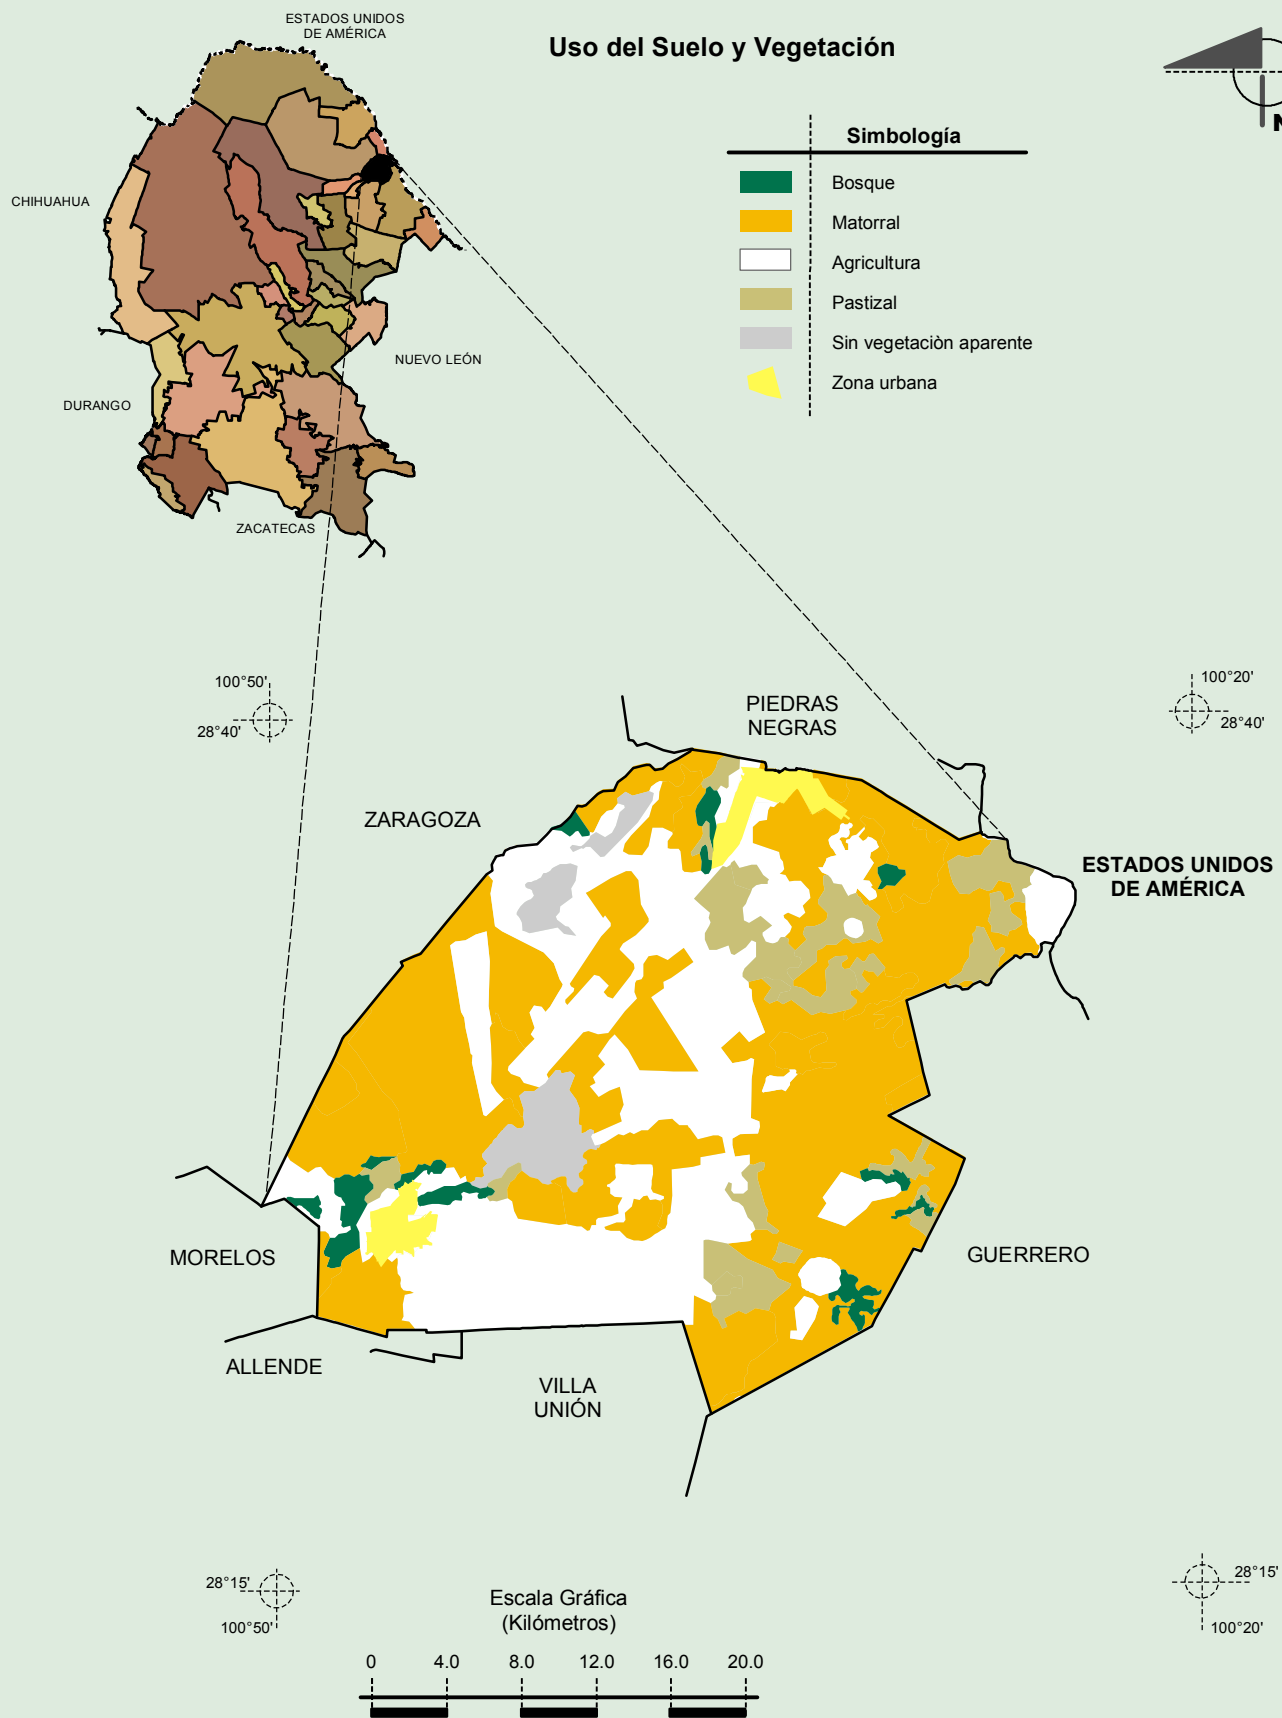 ESTADOS UNIDOS
DE AMÉRICA
Uso del Suelo y Vegetación
N
Simbología
Bosque
Matorral
Agricultura
Pastizal
Sin vegetaciòn aparente
Zona urbana
CHIHUAHUA
NUEVO LEÓN
DURANGO
ZACATECAS
100°50'
28°40'
100°20'
28°40'
PIEDRAS
NEGRAS
ZARAGOZA
ESTADOS UNIDOS
DE AMÉRICA
MORELOS
GUERRERO
ALLENDE
VILLA
UNIÓN
28°15'
100°50'
28°15'
100°20'
Escala Gráfica
(Kilómetros)
0 4.0 8.0 12.0 16.0 20.0